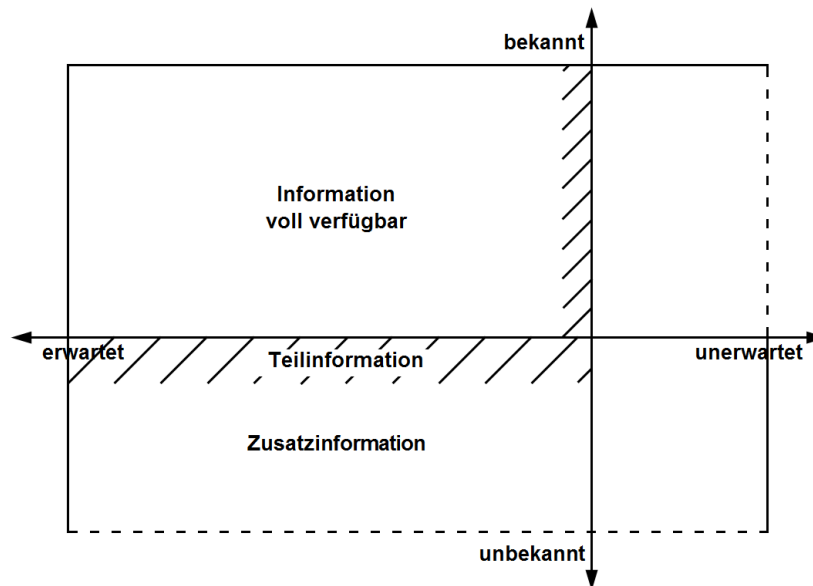 bekannt
Information
voll verfügbar
erwartet
Teilinformation
unerwartet
Zusatzinformation
unbekannt